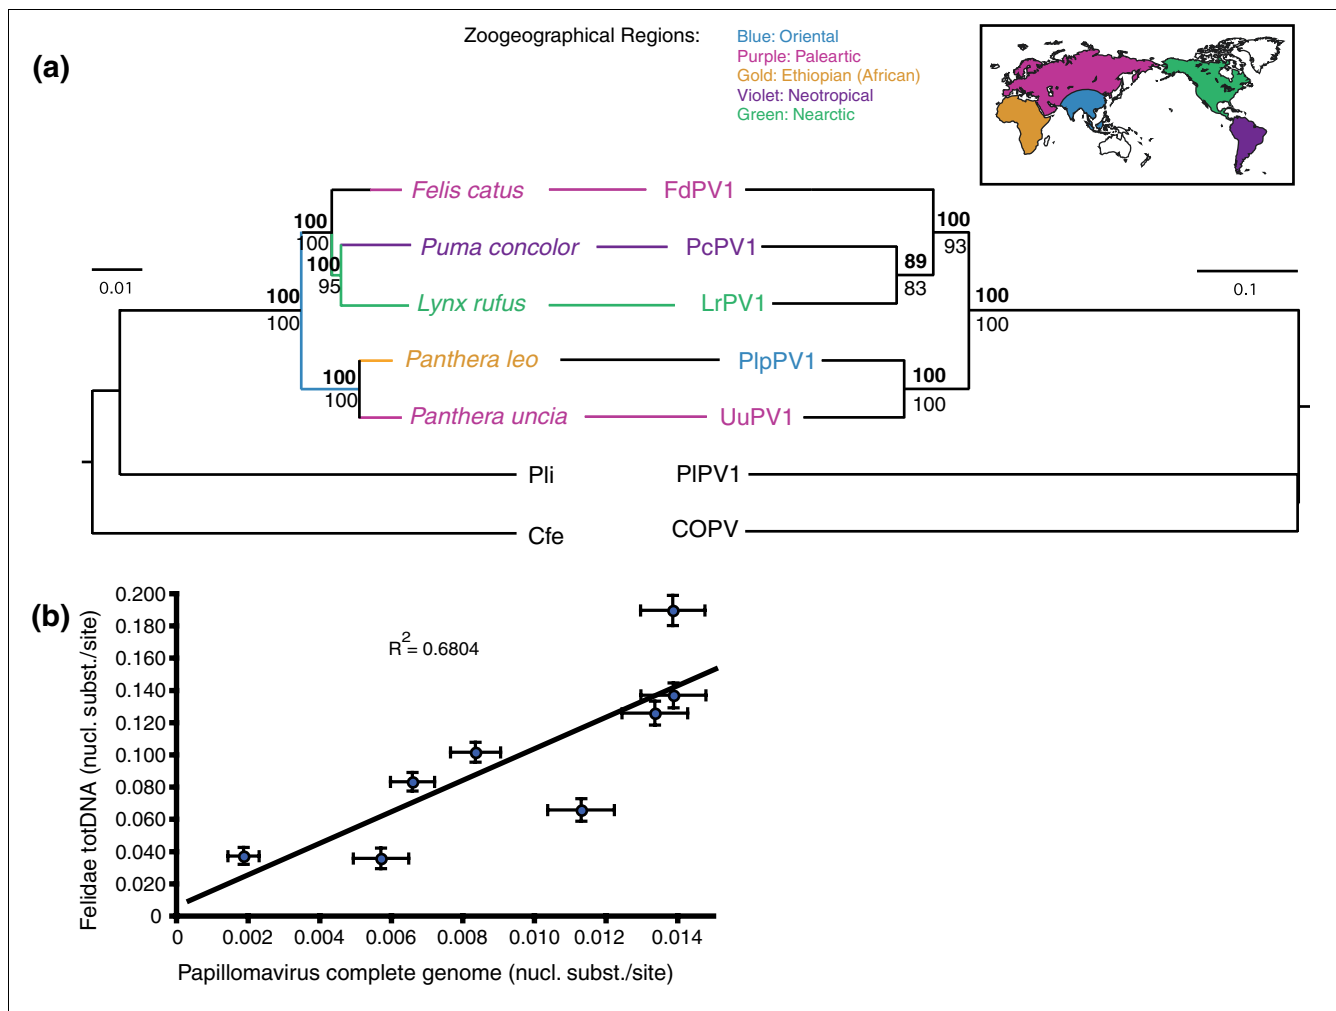 (a)
Zoogeographical Regions:
Blue: Oriental
Purple: Paleartic
Gold: Ethiopian (African)
Violet: Neotropical
Green: Nearctic
Felis catus
FdPV1
100
100
Puma concolor
PcPV1
100
93
100
95
89
83
0.01
0.1
Lynx rufus
LrPV1
100
100
100
100
Panthera leo
PlpPV1
100
100
100
100
Panthera uncia
UuPV1
Pli
PlPV1
Cfe
COPV
(b)
Felidae totDNA (nucl. subst./site)
0.200
0.180
0.160
0.140
0.120
0.100
0.080
0.060
0.040
0.020
0
R2= 0.6804
0 0.002 0.004 0.006 0.008 0.010 0.012 0.014
Papillomavirus complete genome (nucl. subst./site)